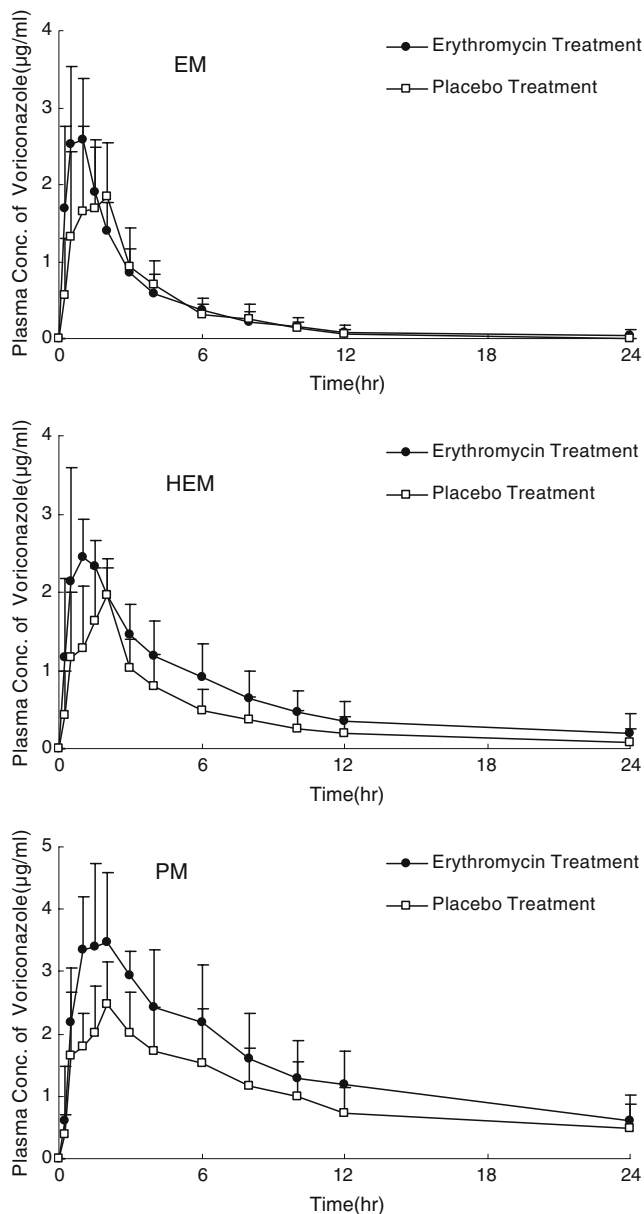 4
Erythromycin Treatment
EM
Placebo Treatment
3
2
1
0
0 6 12 18 24
Time(hr)
Plasma Conc. of Voriconazole(μg/ml)
4
Erythromycin Treatment
HEM
Placebo Treatment
3
2
1
0
0 6 12 18 24
Time(hr)
Plasma Conc. of Voriconazole(μg/ml)
5
Erythromycin Treatment
PM
Placebo Treatment
4
3
2
1
0
0 6 12 18 24
Time(hr)
Plasma Conc. of Voriconazole(μg/ml)